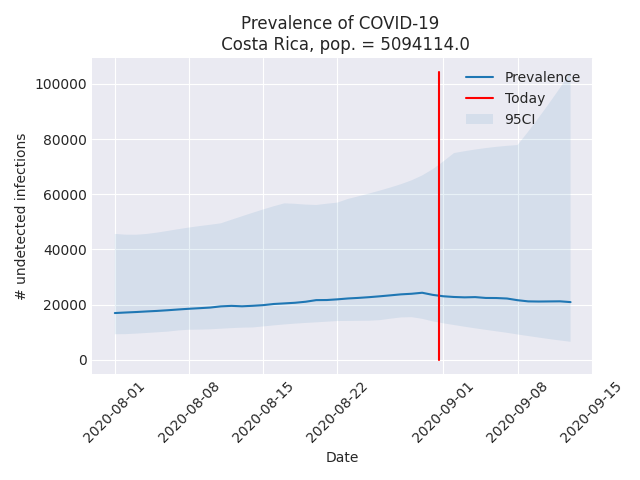 Prevalence of COVID-19
Costa Rica, pop. = 5094114.0
Prevalence
Today
95CI
# undetected infections
100000
80000
60000
40000
20000
0
2020-08-01
2020-08-08
2020-08-15
2020-08-22
2020-09-01
2020-09-08
2020-09-15
Date